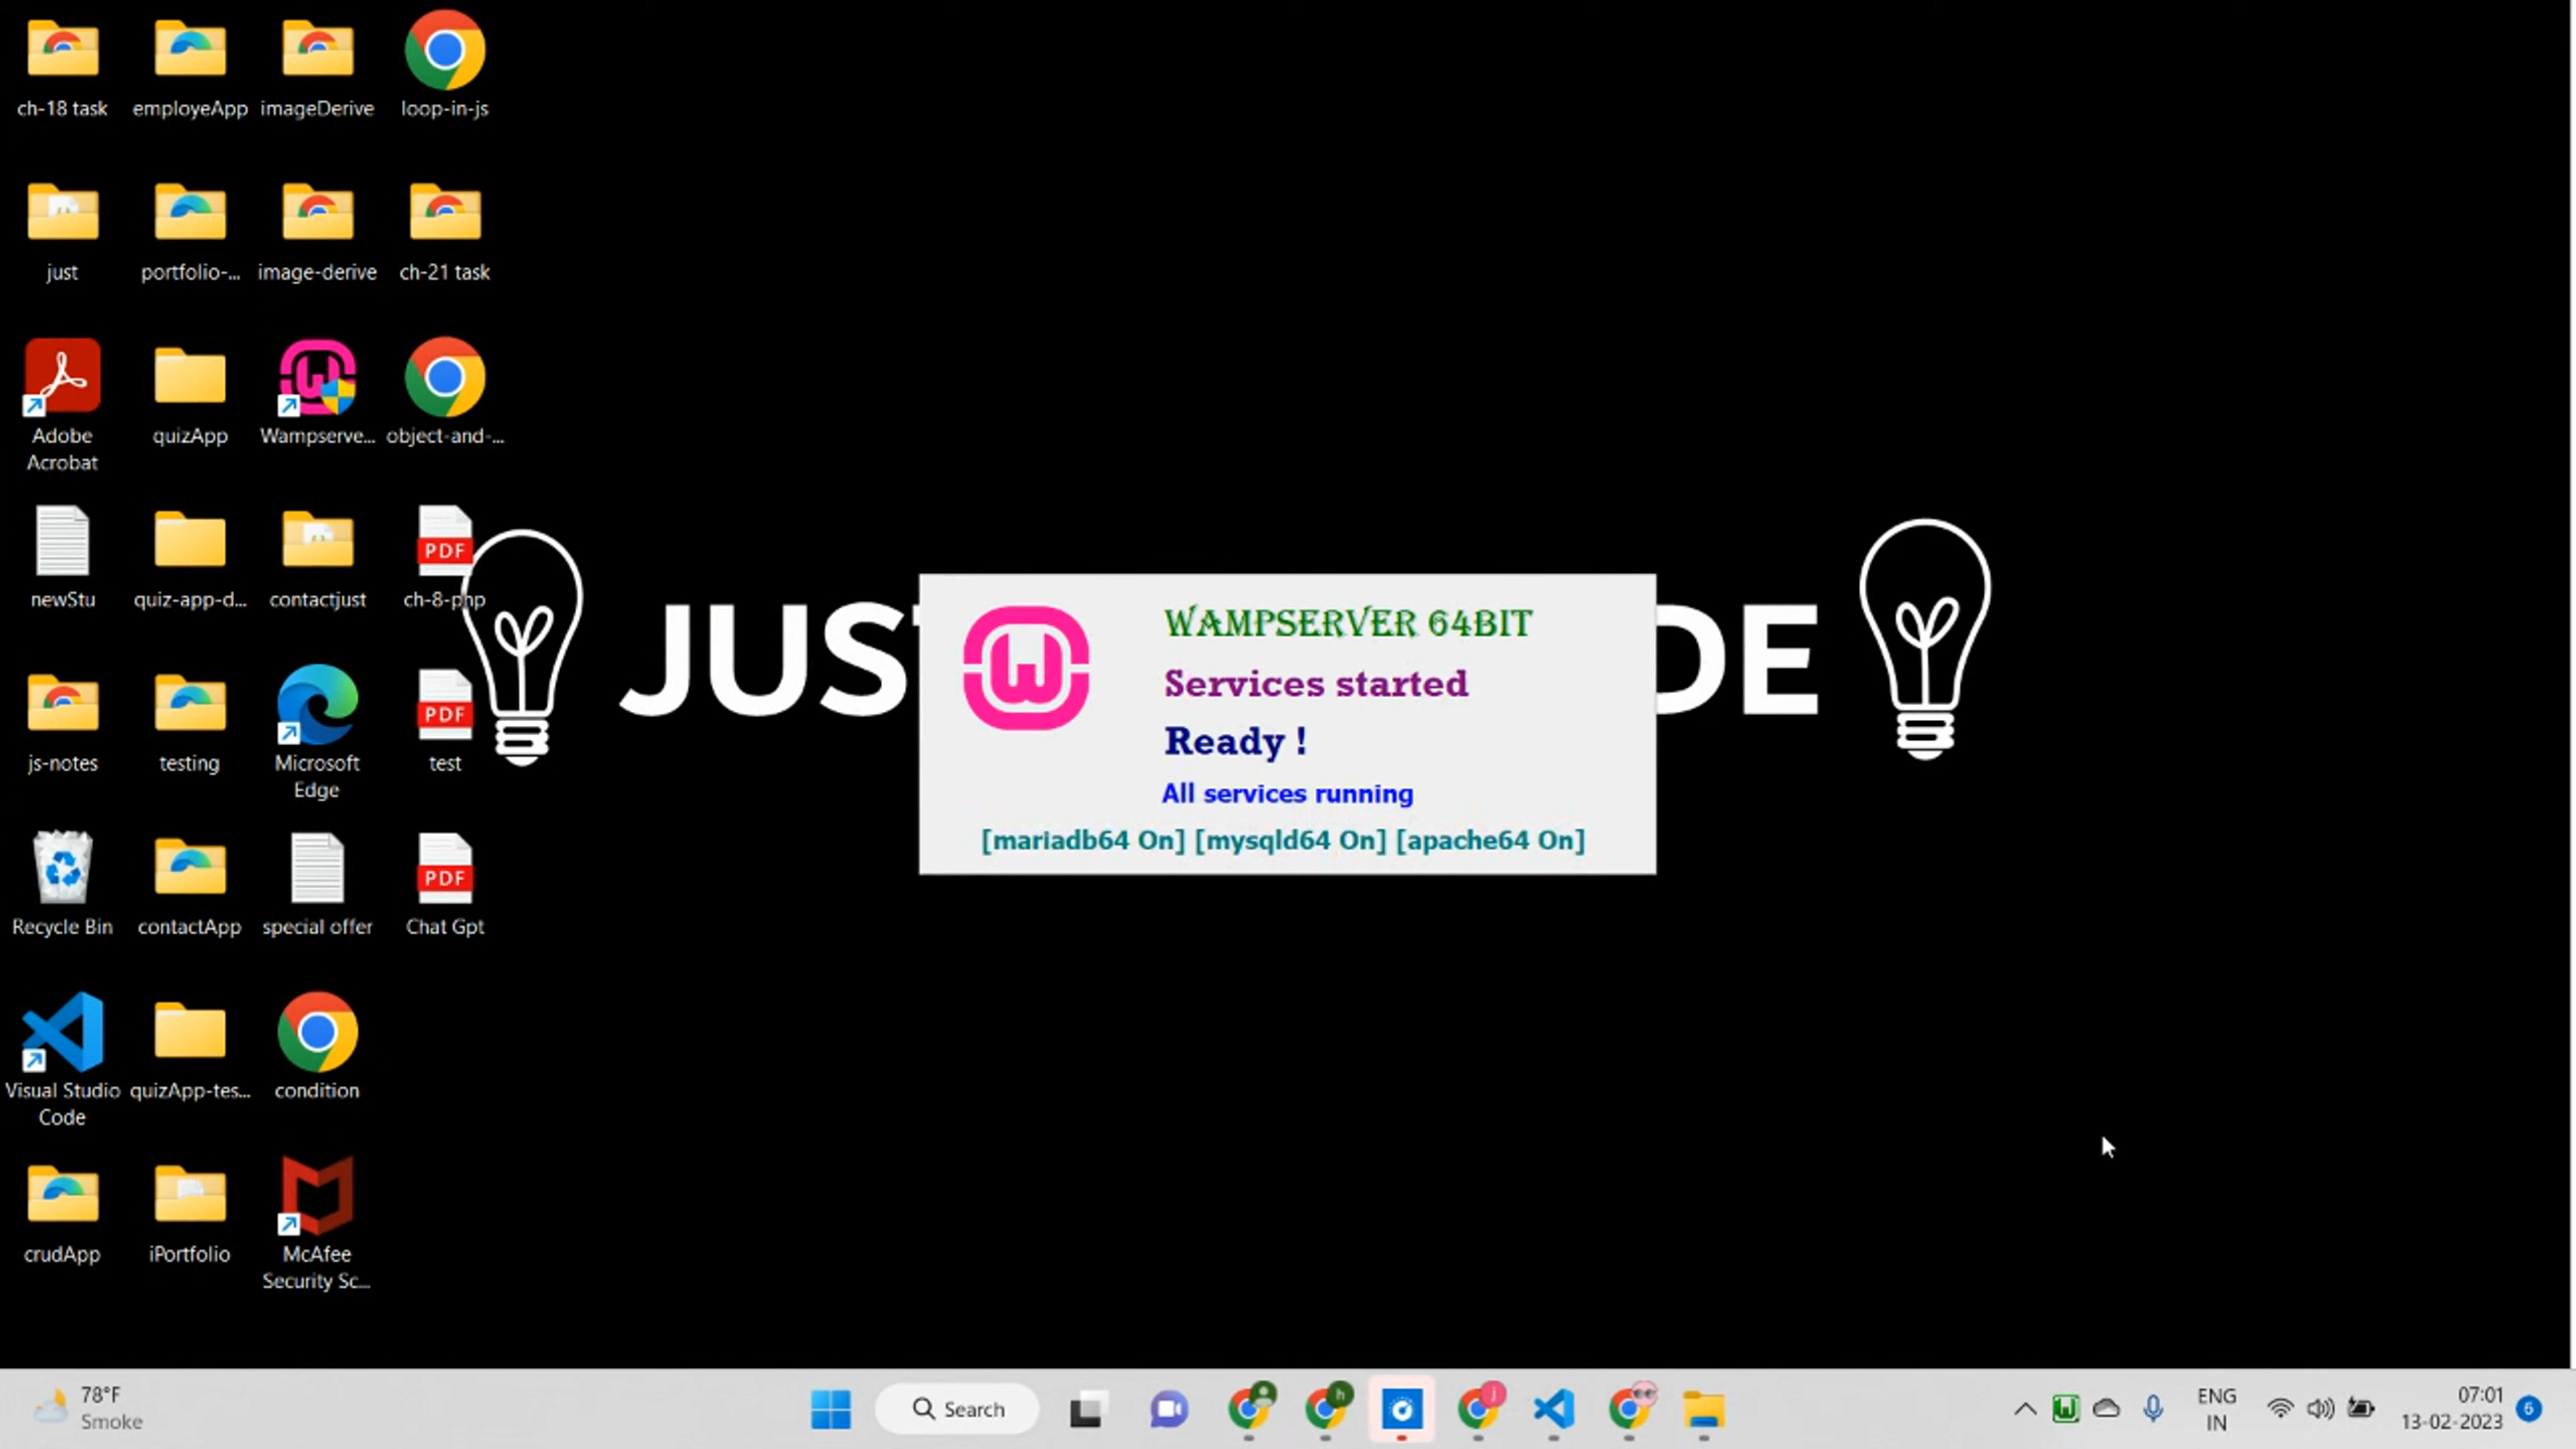 ch-18 task
employeApp
imageDerive
loop-in-js
just
portfolio-...
image-derive
ch-21 task
Adobe
Acrobat
quizApp
Wampserve...
object-and-...
newStu
quiz-app-d...
contactjust
PDF
ch-8-php
js-notes
testing
Microsoft
Edge
PDF
test
Recycle Bin
contactApp
special offer
PDF
Chat Gpt
Visual Studio
Code
quizApp-tes...
condition
crudApp
iPortfolio
McAfee
Security Sc...
JUS
DE
W
WAMPSERVER 64BIT
Services started
Ready !
All services running
[mariadb64 On] [mysqld64 On] [apache64 On]
78°F
Smoke
Search
h
j
ENG
IN
07:01
13-02-2023